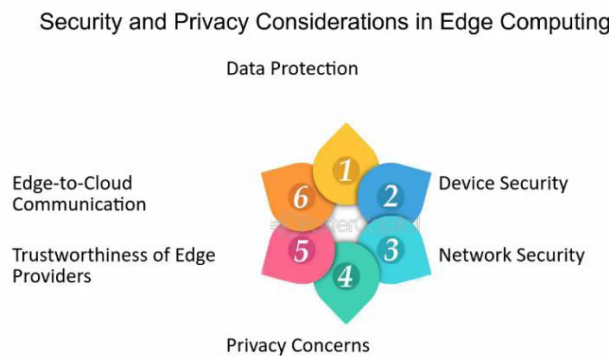 Security and Privacy Considerations in Edge Computing
Data Protection
1
Edge-to-Cloud
Communication
6
2
Device Security
Trustworthiness of Edge
Providers
5
3
Network Security
4
Privacy Concerns